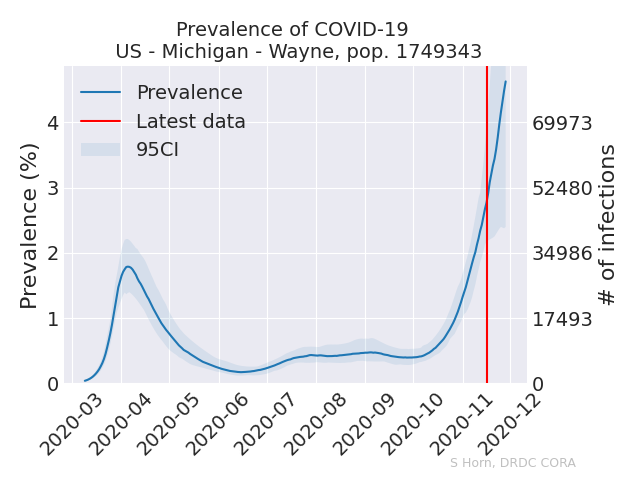 Prevalence of COVID-19
US - Michigan - Wayne, pop. 1749343
Prevalence
Latest data
95CI
Prevalence (%)
4
3
2
1
0
69973
52480
34986
17493
0
# of infections
2020-03
2020-04
2020-05
2020-06
2020-07
2020-08
2020-09
2020-10
2020-11
2020-12
S Horn, DRDC CORA